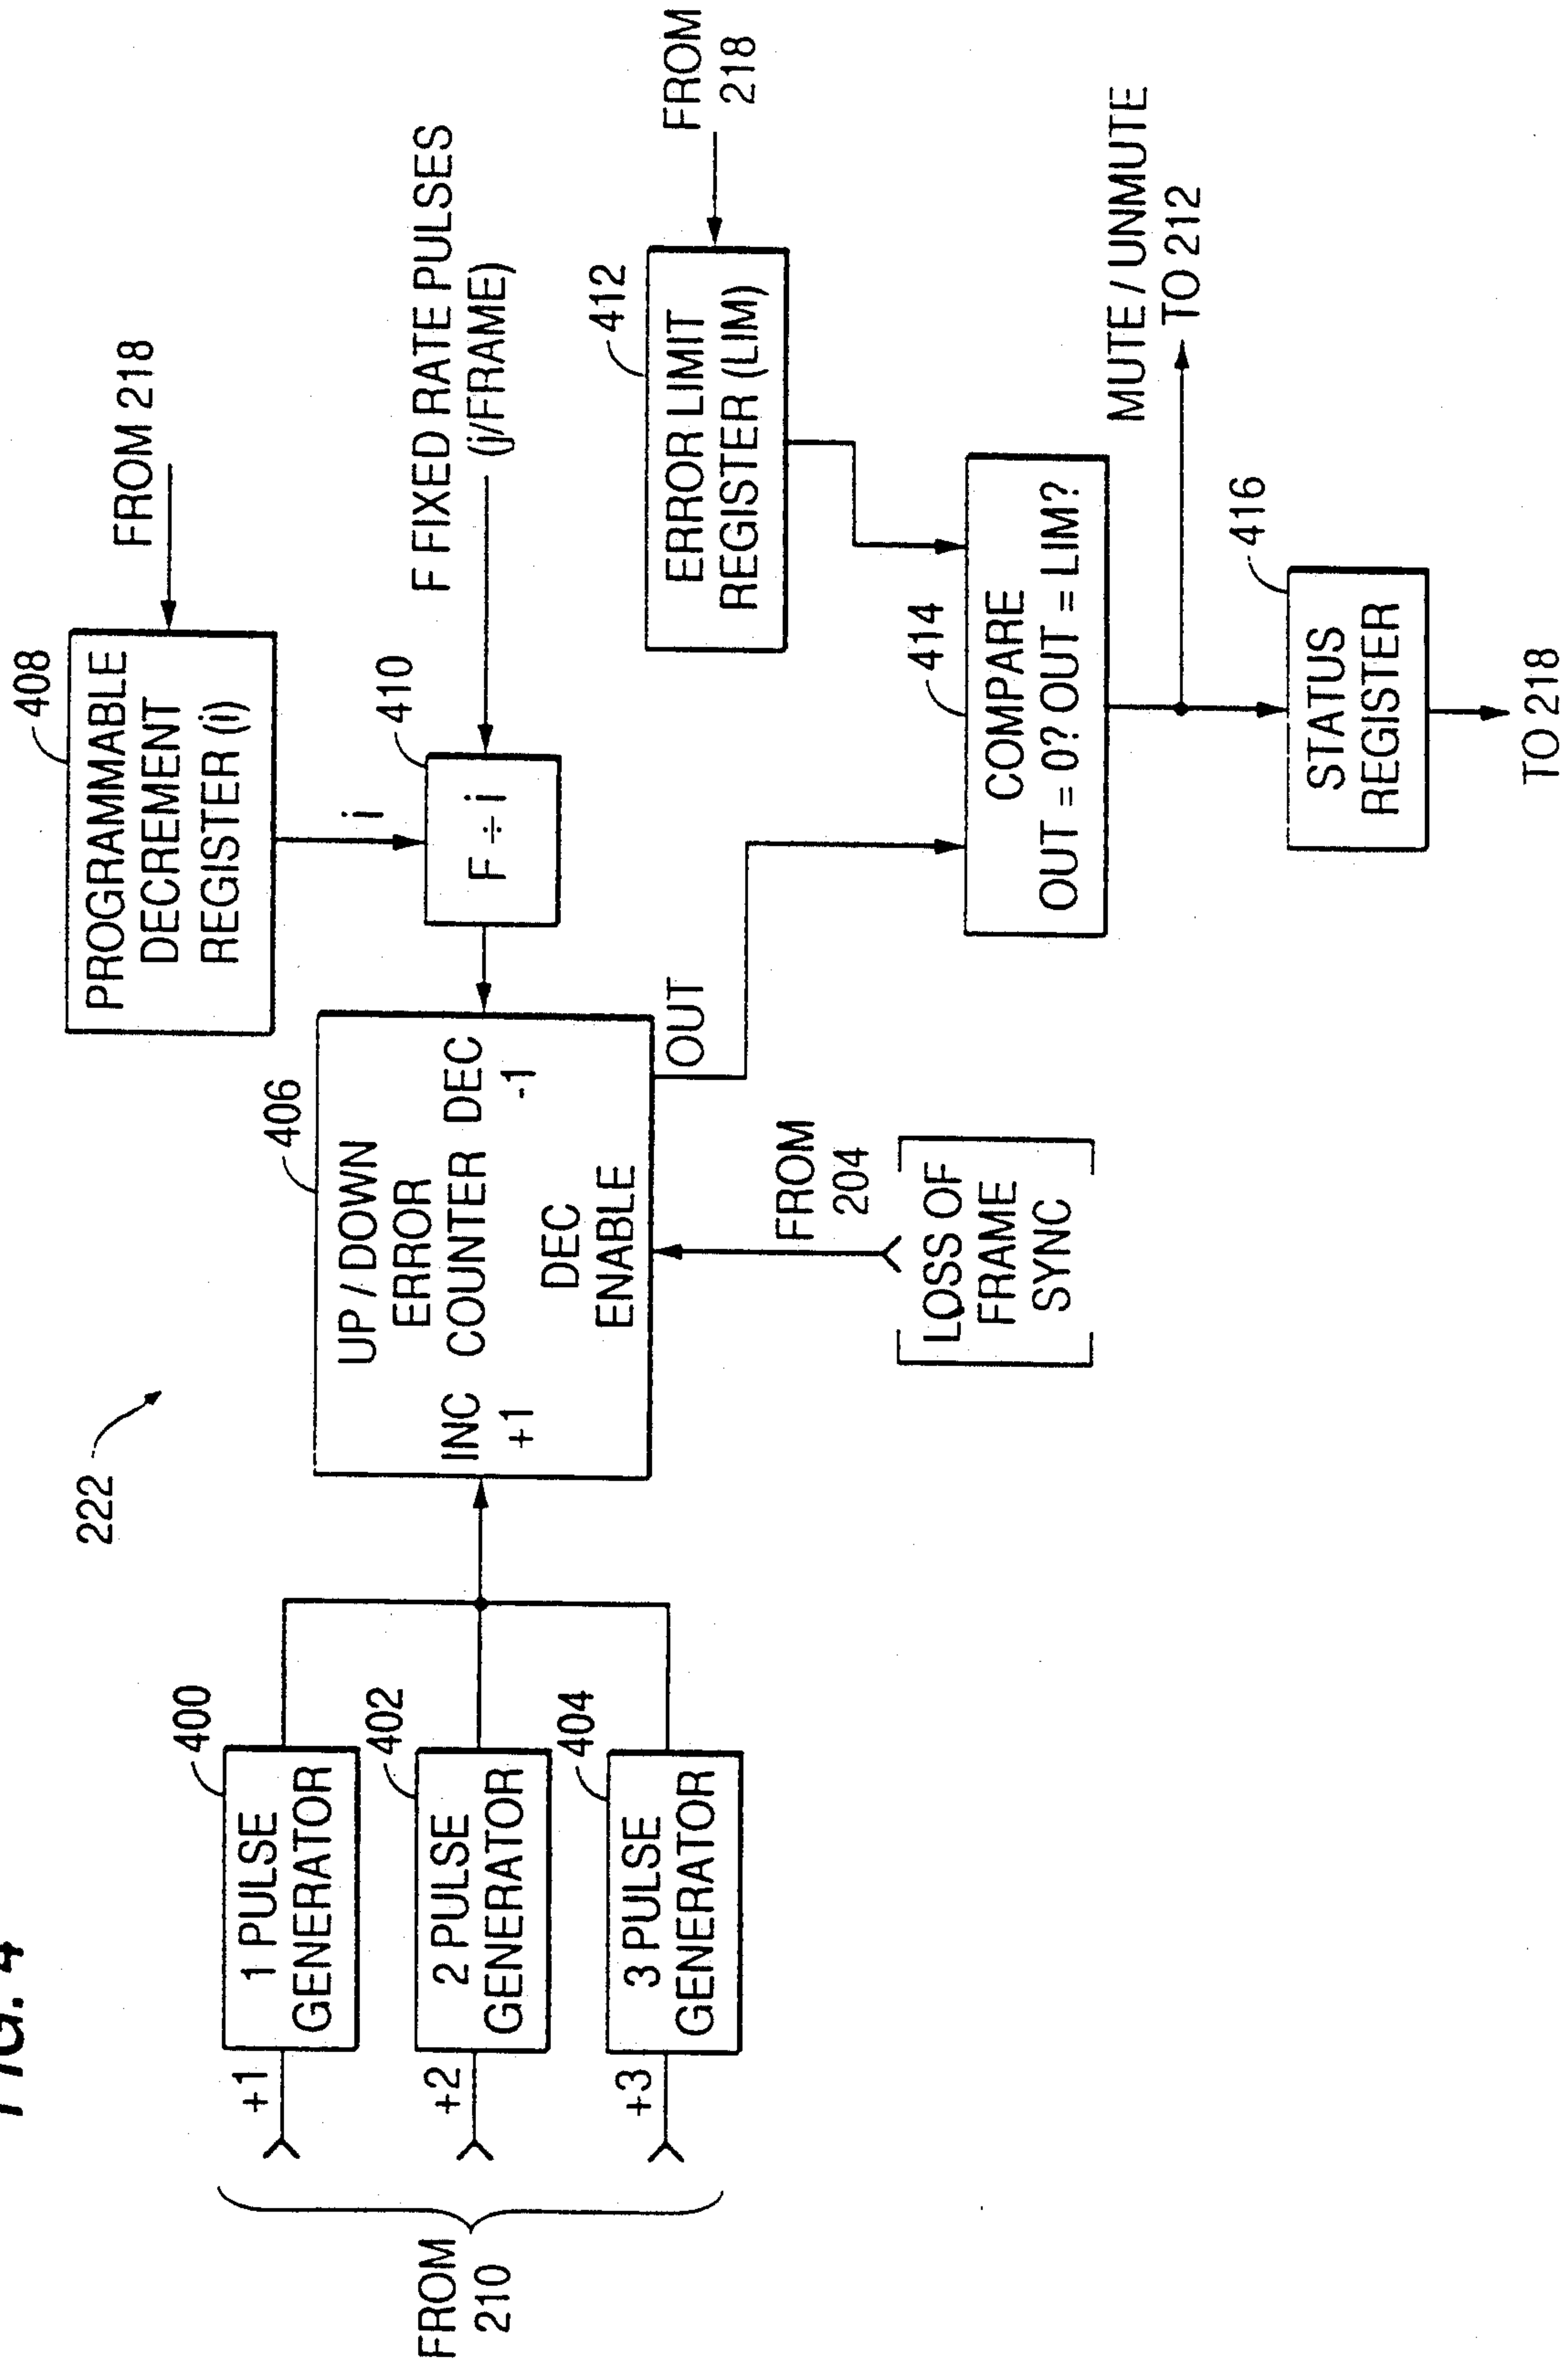 FIG. 4
222
FROM
210
+1
1 PULSE
GENERATOR
400
+2
2 PULSE
GENERATOR
402
+3
3 PULSE
GENERATOR
404
UP / DOWN
ERROR
INC COUNTER DEC
+1 -1
DEC
ENABLE
406
OUT
FROM
204
LOSS OF
FRAME
SYNC
PROGRAMMABLE
DECREMENT
REGISTER (i)
408
FROM 218
i
F ÷ i
410
F FIXED RATE PULSES
(j/FRAME)
ERROR LIMIT
REGISTER (LIM)
412
FROM
218
COMPARE
OUT = 0? OUT = LIM?
414
MUTE / UNMUTE
TO 212
STATUS
REGISTER
416
TO 218